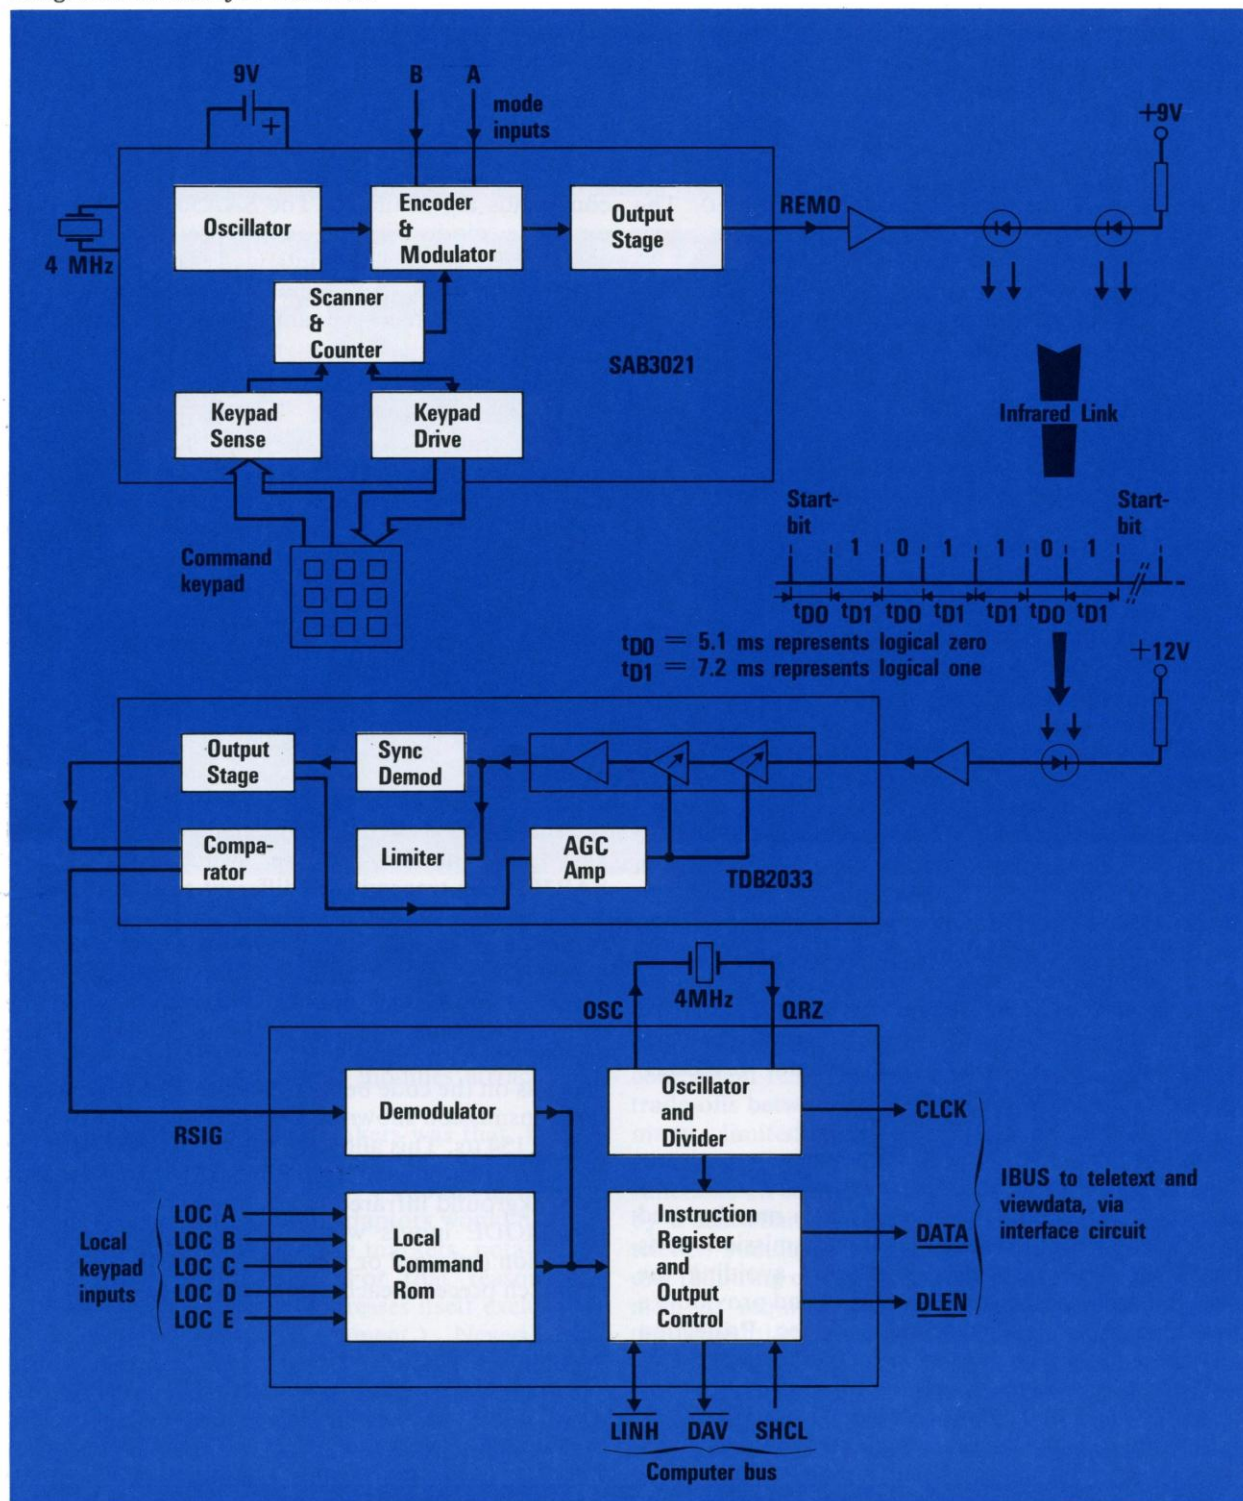 9V
+
B A
mode
inputs
+9V
Oscillator
Encoder
&
Modulator
Output
Stage
REMO
4 MHz
Scanner
&
Counter
SAB3021
Keypad
Sense
Keypad
Drive
Infrared Link
Command
keypad
Start-
bit
1 0 1 1 0 1
Start-
bit
tD0 tD1 tD0 tD1 tD1 tD0 tD1
tD0 = 5.1 ms represents logical zero
tD1 = 7.2 ms represents logical one
+12V
Output
Stage
Sync
Demod
Compa-
rator
Limiter
AGC
Amp
TDB2033
OSC
4MHz
QRZ
Demodulator
Oscillator
and
Divider
CLCK
RSIG
IBUS to teletext and
viewdata, via
interface circuit
Local
keypad
inputs
LOC A
LOC B
LOC C
LOC D
LOC E
Local
Command
Rom
Instruction
Register
and
Output
Control
DATA
DLEN
LINH DAV SHCL
Computer bus